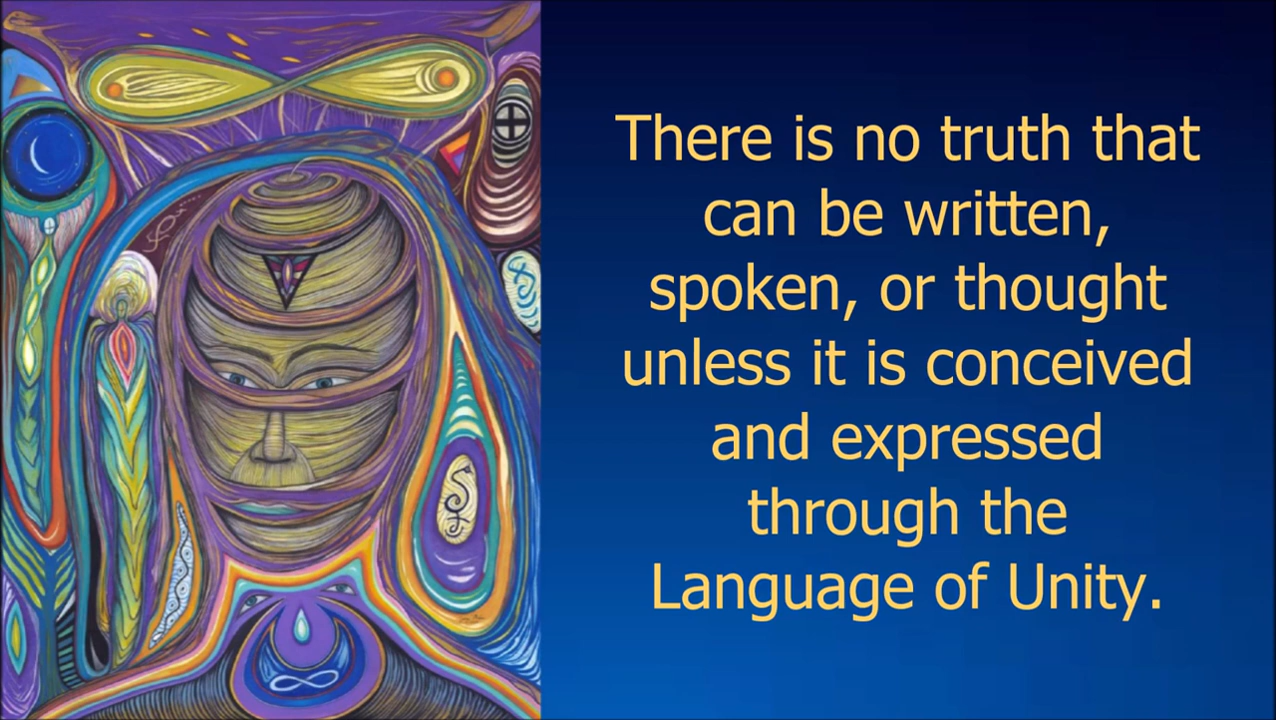 There is no truth that
can be written,
spoken, or thought
unless it is conceived
and expressed
through the
Language of Unity.